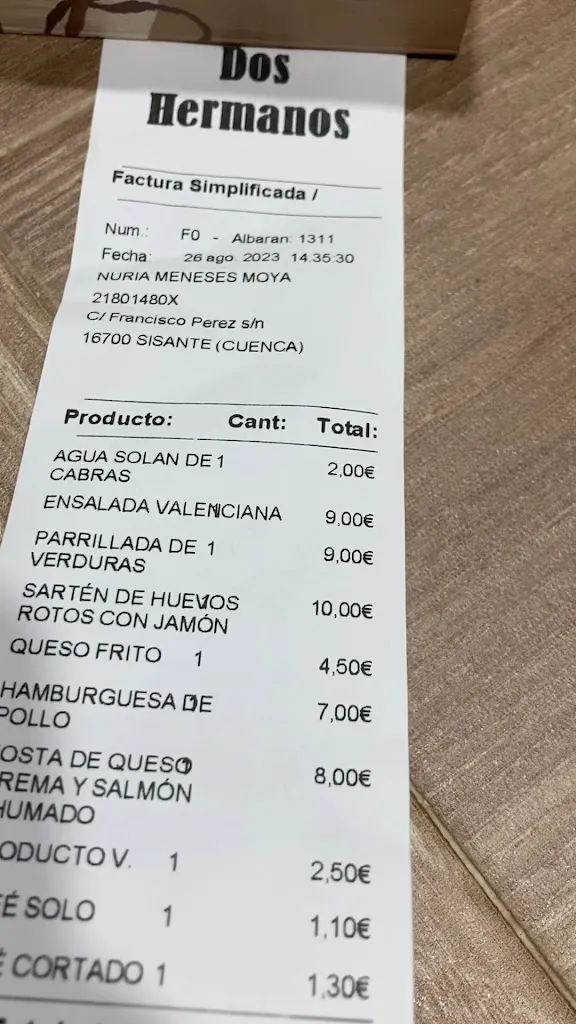 Dos
Hermanos
Factura Simplificada /
Num.: F0 - Albaran: 1311
Fecha: 26 ago. 2023 14:35:30
NURIA MENESES MOYA
21801480X
C/ Francisco Perez s/n
16700 SISANTE (CUENCA)
Producto: Cant: Total:
AGUA SOLAN DE 1 2,00€
CABRAS
ENSALADA VALENCIANA 9,00€
PARRILLADA DE 1 9,00€
VERDURAS
SARTÉN DE HUEVOS 10,00€
ROTOS CON JAMÓN
QUESO FRITO 1 4,50€
HAMBURGUESA DE 7,00€
POLLO
OSTA DE QUESO 8,00€
REMA Y SALMÓN
HUMADO
ODUCTO V. 1 2,50€
FÉ SOLO 1 1,10€
É CORTADO 1 1,30€